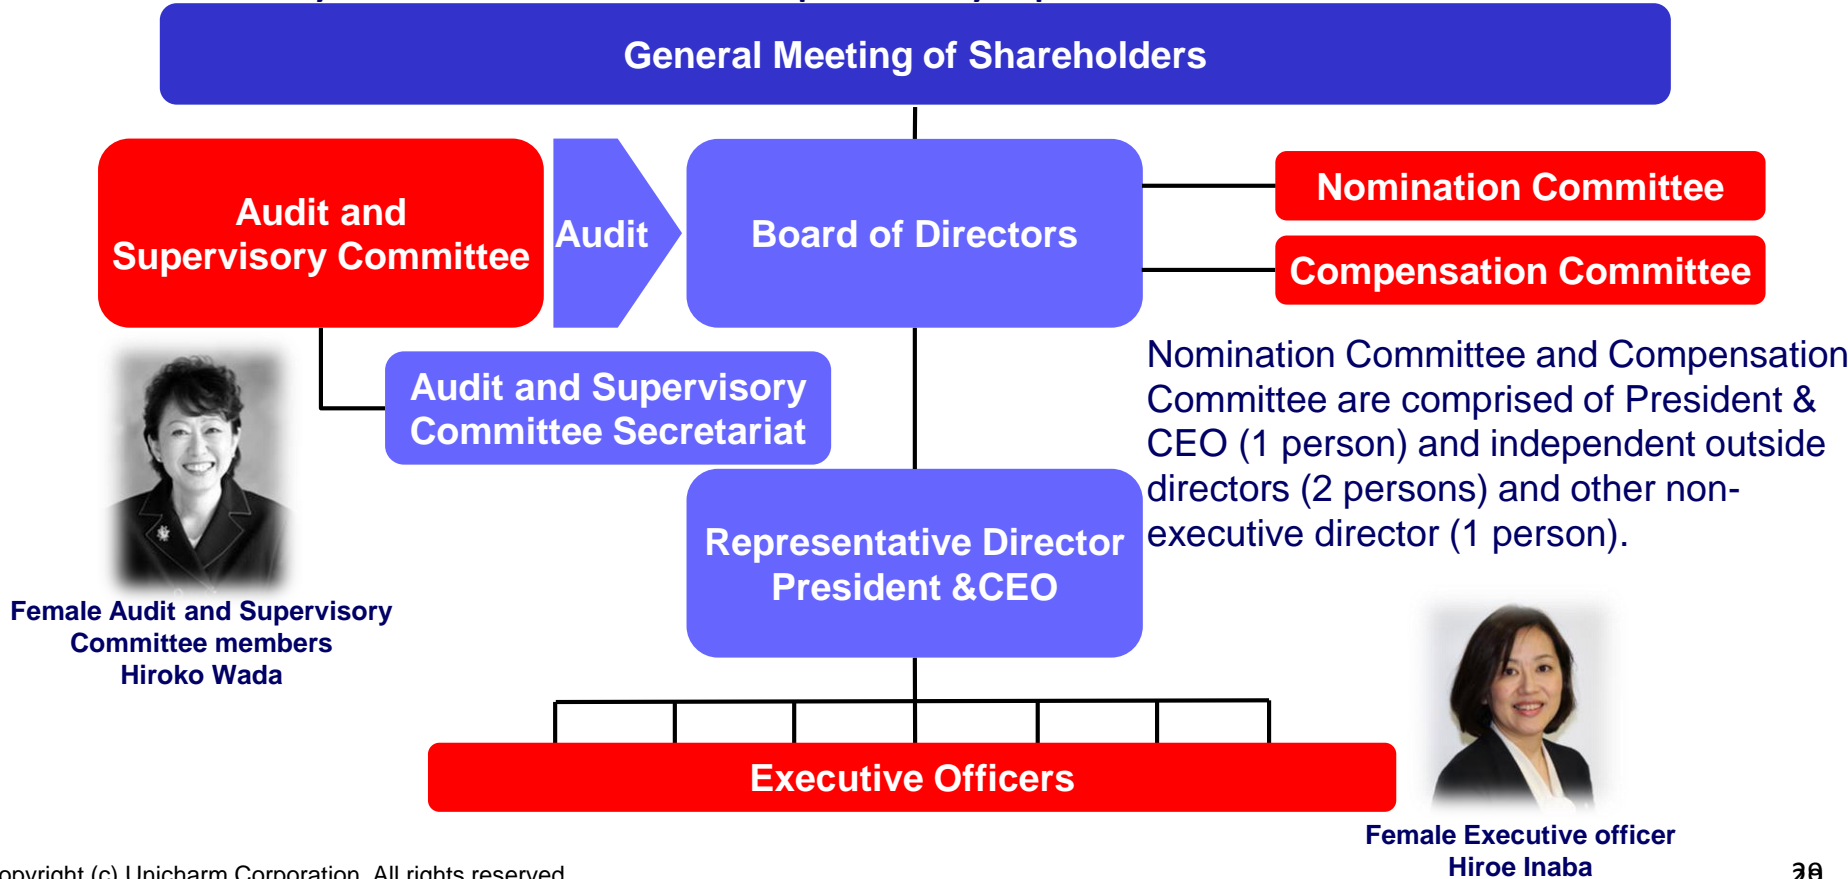 General Meeting of Shareholders
Audit and
Supervisory Committee
Audit
Board of Directors
Nomination Committee
Compensation Committee
Audit and Supervisory
Committee Secretariat
Nomination Committee and Compensation
Committee are comprised of President &
CEO (1 person) and independent outside
directors (2 persons) and other non-
executive director (1 person).
Representative Director
President &CEO
Female Audit and Supervisory
Committee members
Hiroko Wada
Executive Officers
Female Executive officer
Hiroe Inaba
opyright (c) Unicharm Corporation. All rights reserved